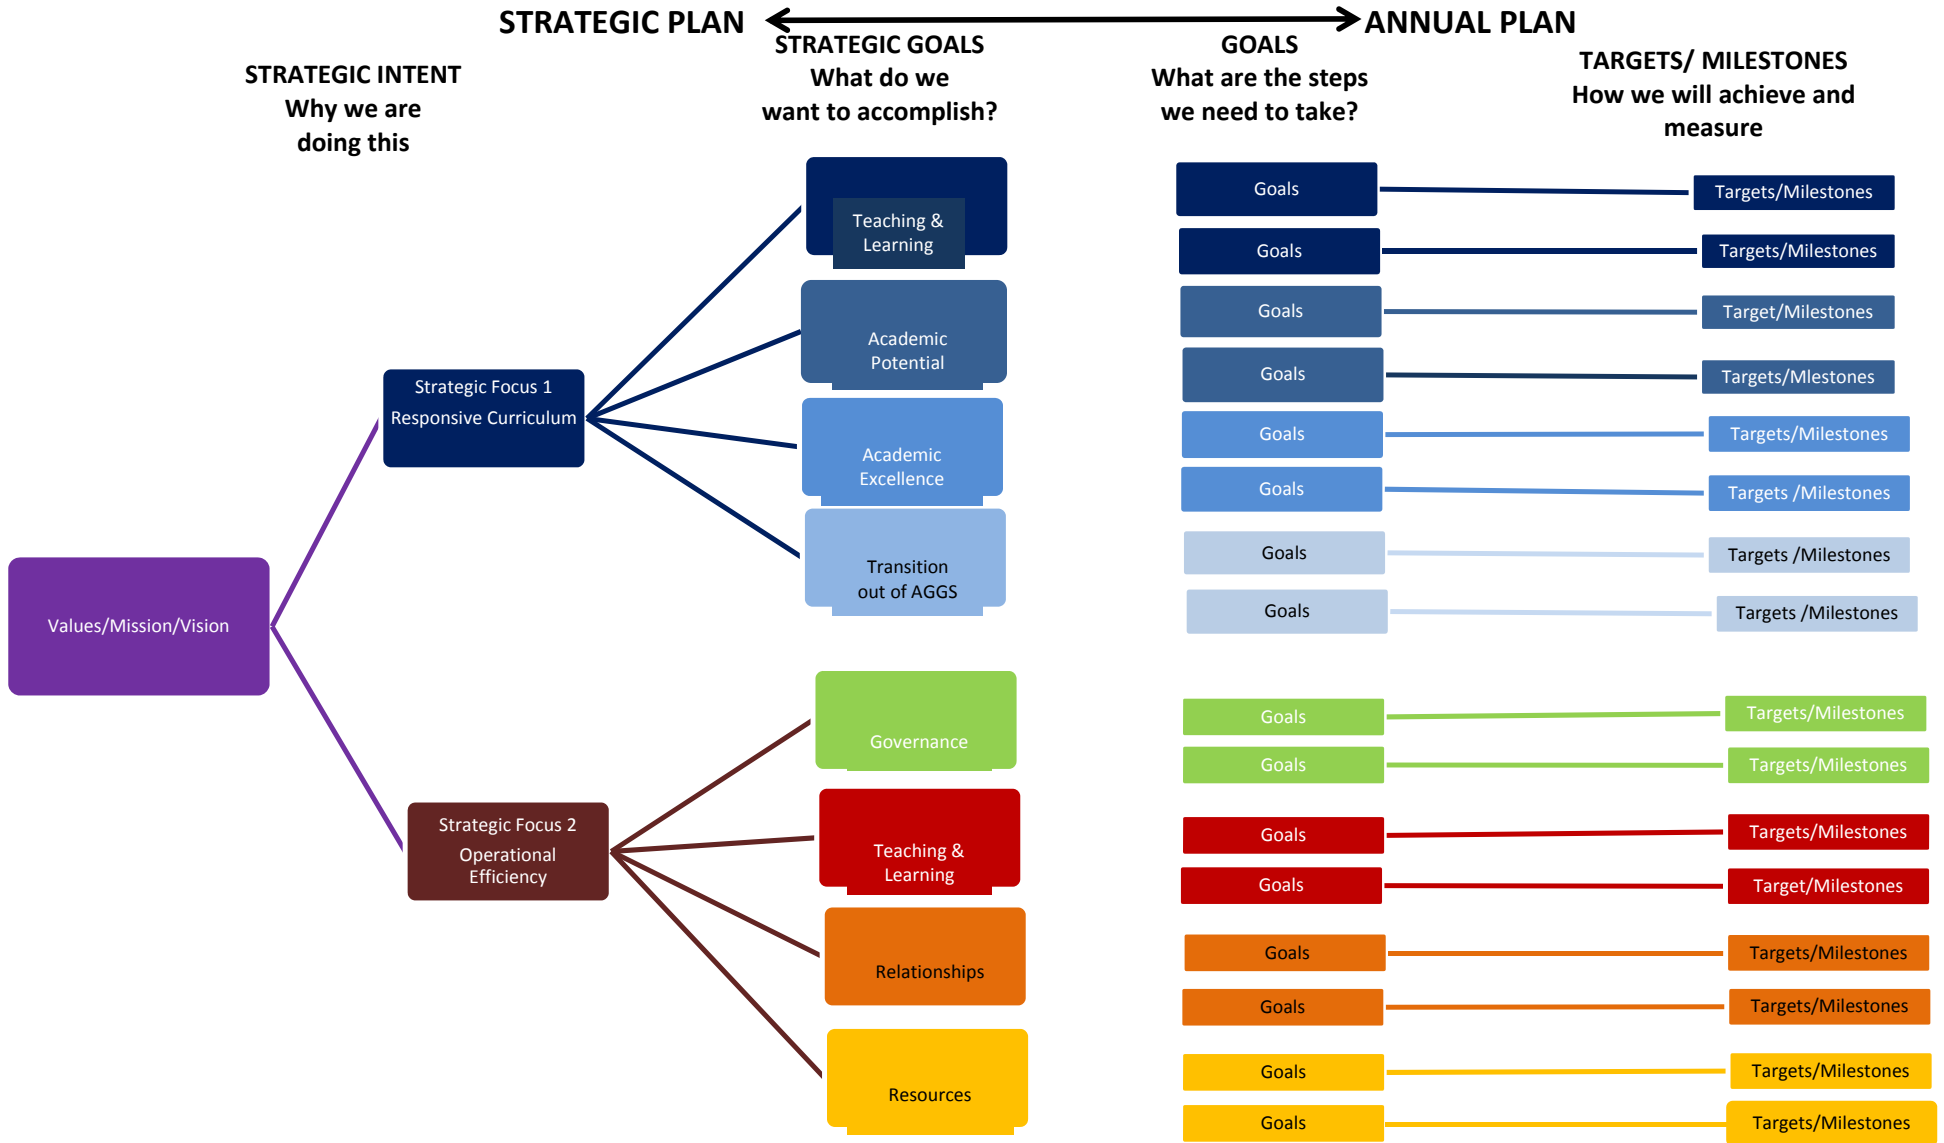 STRATEGIC PLAN
ANNUAL PLAN
STRATEGIC INTENT
Why we are
doing this
STRATEGIC GOALS
What do we
want to accomplish?
GOALS
What are the steps
we need to take?
TARGETS/ MILESTONES
How we will achieve and
measure
Values/Mission/Vision
Strategic Focus 1
Responsive Curriculum
Teaching &
Learning
Goals
Targets/Milestones
Goals
Targets/Milestones
Academic
Potential
Goals
Target/Milestones
Goals
Targets/Mlestones
Academic
Excellence
Goals
Targets/Milestones
Goals
Targets /Milestones
Transition
out of AGGS
Goals
Targets /Milestones
Goals
Targets /Milestones
Strategic Focus 2
Operational
Efficiency
Governance
Goals
Targets/Milestones
Goals
Targets/Milestones
Teaching &
Learning
Goals
Targets/Milestones
Goals
Target/Milestones
Relationships
Goals
Targets/Milestones
Goals
Targets/Milestones
Resources
Goals
Targets/Milestones
Goals
Targets/Milestones